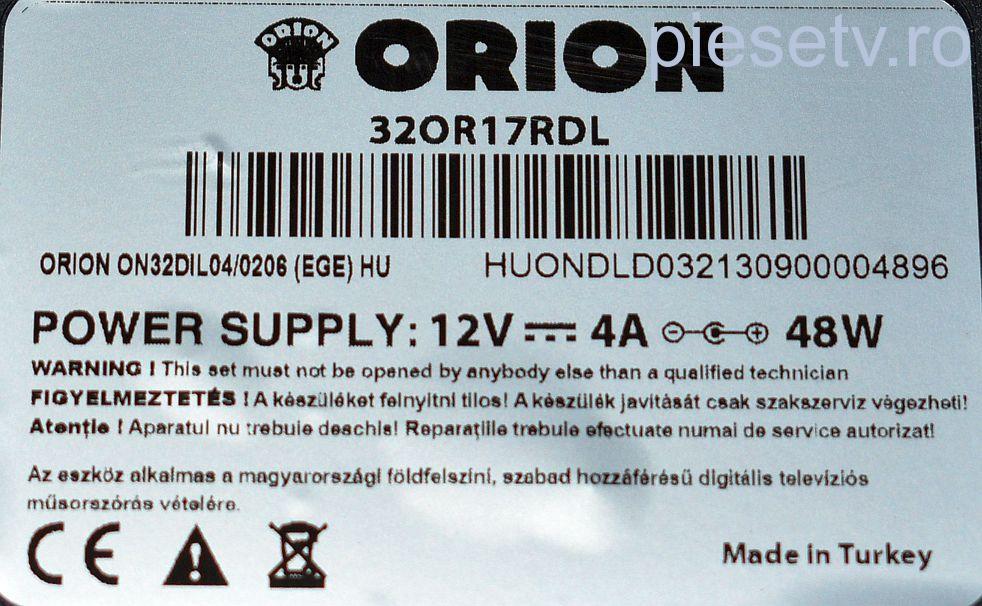 ORION
ORION
piesetv.ro
32OR17RDL
ORION ON32DIL04/0206 (EGE) HU
HUONDLD032130900004896
POWER SUPPLY: 12V 4A 48W
WARNING ! This set must not be opened by anybody else than a qualified technician
FIGYELMEZTETÉS ! A készüléket felnyitni tilos! A készülék javítását csak szakszerviz végezheti!
Atenţie ! Aparatul nu trebuie deschis! Reparaţiile trebuie efectuate numai de service autorizat!
Az eszköz alkalmas a magyarországi földfelszíni, szabad hozzáférésű digitális televíziós
műsorszórás vételére.
CE
Made in Turkey